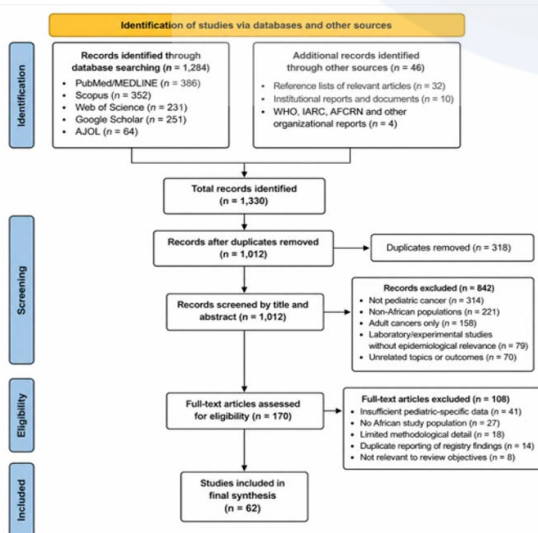 Identification of studies via databases and other sources
Identification
Records identified through
database searching (n = 1,284)
• PubMed/MEDLINE (n = 386)
• Scopus (n = 352)
• Web of Science (n = 231)
• Google Scholar (n = 251)
• AJOL (n = 64)
Additional records identified
through other sources (n = 46)
• Reference lists of relevant articles (n = 32)
• Institutional reports and documents (n = 10)
• WHO, IARC, AFCRN and other
organizational reports (n = 4)
Total records identified
(n = 1,330)
Screening
Records after duplicates removed
(n = 1,012)
Duplicates removed (n = 318)
Records screened by title and
abstract (n = 1,012)
Records excluded (n = 842)
• Not pediatric cancer (n = 314)
• Non-African populations (n = 221)
• Adult cancers only (n = 158)
• Laboratory/experimental studies
without epidemiological relevance (n = 79)
• Unrelated topics or outcomes (n = 70)
Eligibility
Full-text articles assessed
for eligibility (n = 170)
Full-text articles excluded (n = 108)
• Insufficient pediatric-specific data (n = 41)
• No African study population (n = 27)
• Limited methodological detail (n = 18)
• Duplicate reporting of registry findings (n = 14)
• Not relevant to review objectives (n = 8)
Included
Studies included in
final synthesis
(n = 62)